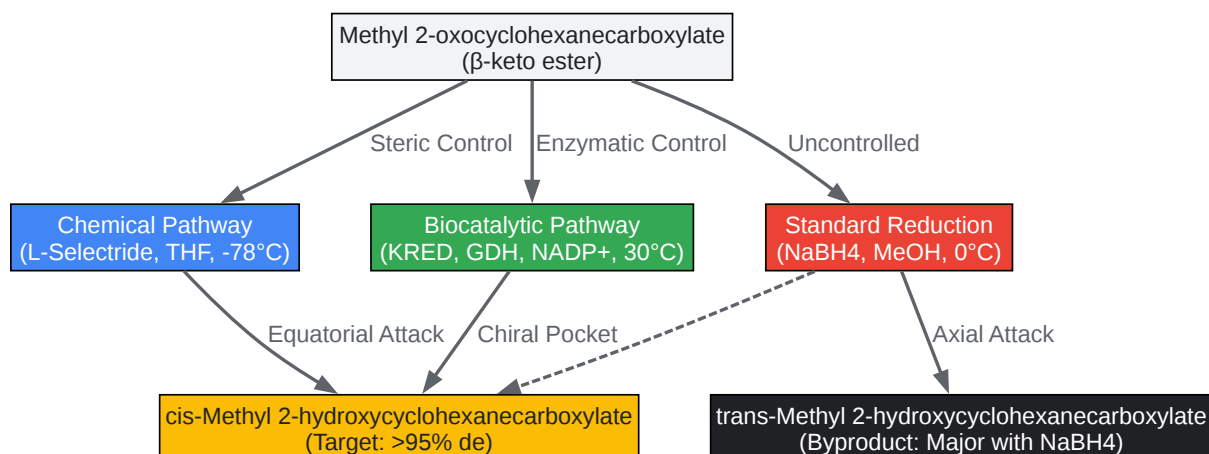 Methyl 2-oxocyclohexanecarboxylate
(β-keto ester)
Steric Control
Enzymatic Control
Uncontrolled
Chemical Pathway
(L-Selectride, THF, -78°C)
Biocatalytic Pathway
(KRED, GDH, NADP+, 30°C)
Standard Reduction
(NaBH4, MeOH, 0°C)
Equatorial Attack
Chiral Pocket
Axial Attack
cis-Methyl 2-hydroxycyclohexanecarboxylate
(Target: >95% de)
trans-Methyl 2-hydroxycyclohexanecarboxylate
(Byproduct: Major with NaBH4)